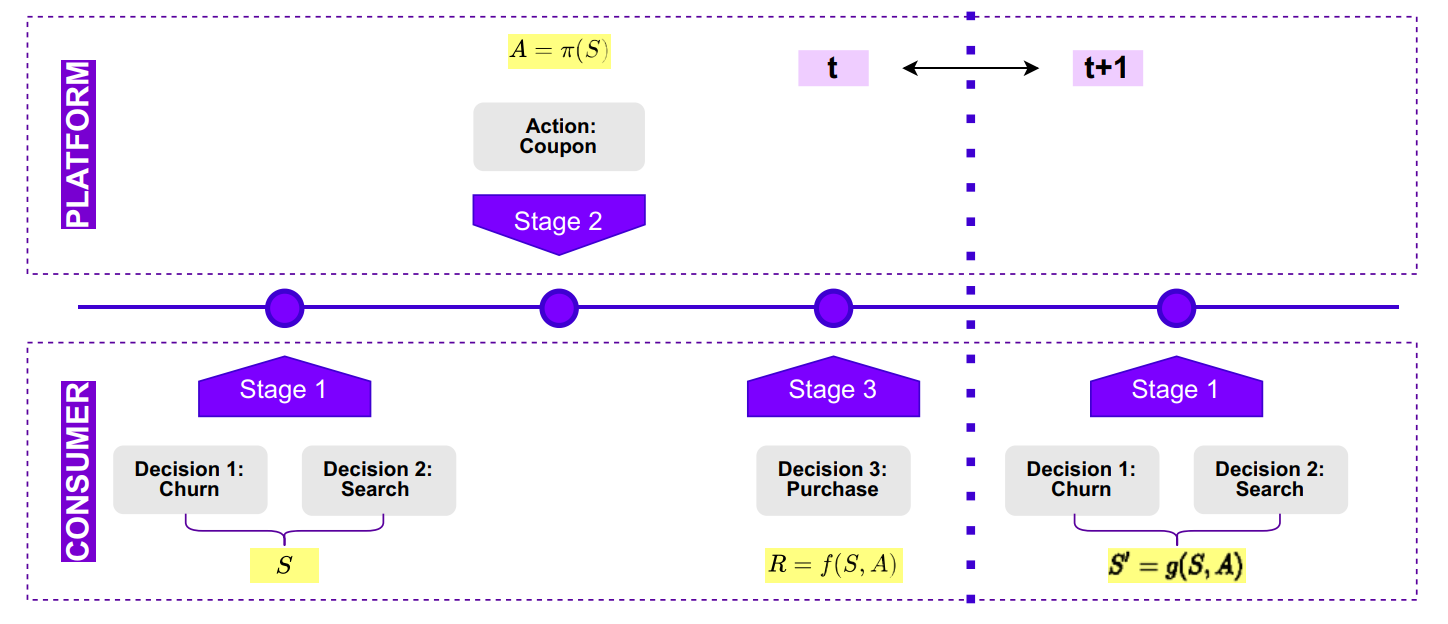 PLATFORM
A = π(S)
t
t+1
Action:
Coupon
Stage 2
CONSUMER
Stage 1
Stage 3
Stage 1
Decision 1:
Churn
Decision 2:
Search
Decision 3:
Purchase
Decision 1:
Churn
Decision 2:
Search
S
R = f(S, A)
S′ = g(S, A)